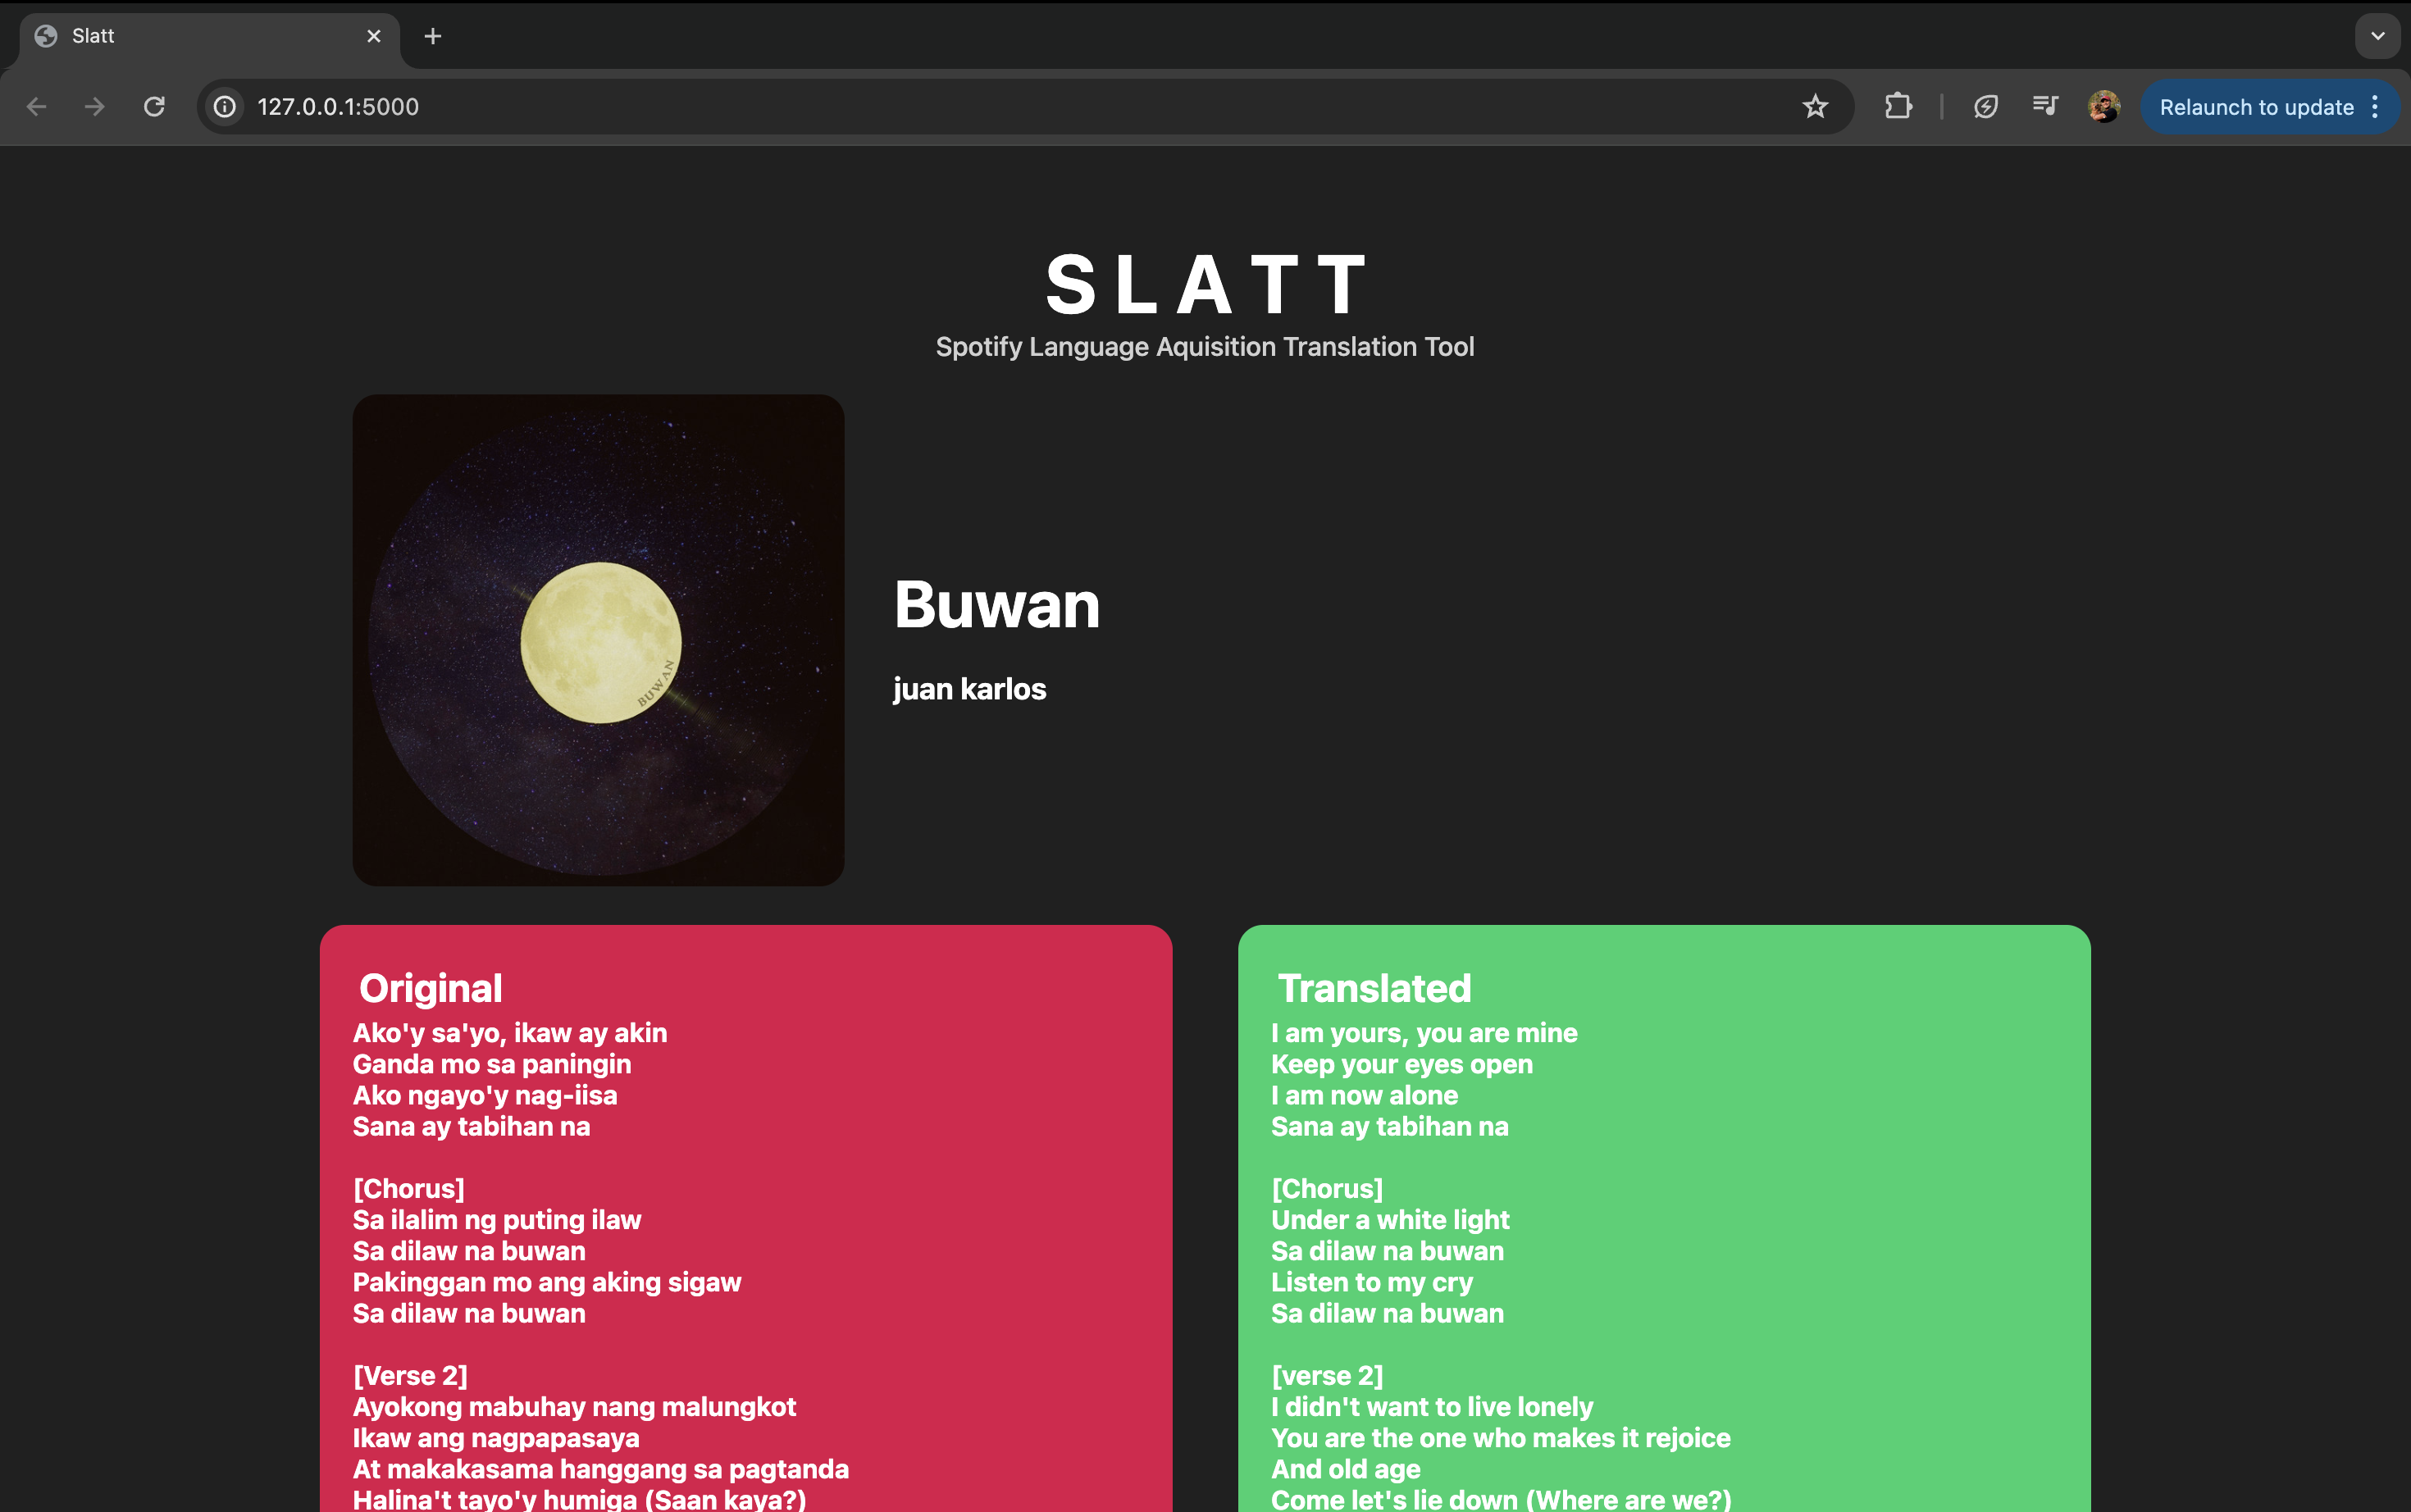 Slatt
127.0.0.1:5000
Relaunch to update
SLATT
Spotify Language Aquisition Translation Tool
BUWAN
Buwan
juan karlos
Original
Ako'y sa'yo, ikaw ay akin
Ganda mo sa paningin
Ako ngayo'y nag-iisa
Sana ay tabihan na
[Chorus]
Sa ilalim ng puting ilaw
Sa dilaw na buwan
Pakinggan mo ang aking sigaw
Sa dilaw na buwan
[Verse 2]
Ayokong mabuhay nang malungkot
Ikaw ang nagpapasaya
At makakasama hanggang sa pagtanda
Halina't tayo'y humiga (Saan kaya?)
Translated
I am yours, you are mine
Keep your eyes open
I am now alone
Sana ay tabihan na
[Chorus]
Under a white light
Sa dilaw na buwan
Listen to my cry
Sa dilaw na buwan
[verse 2]
I didn't want to live lonely
You are the one who makes it rejoice
And old age
Come let's lie down (Where are we?)